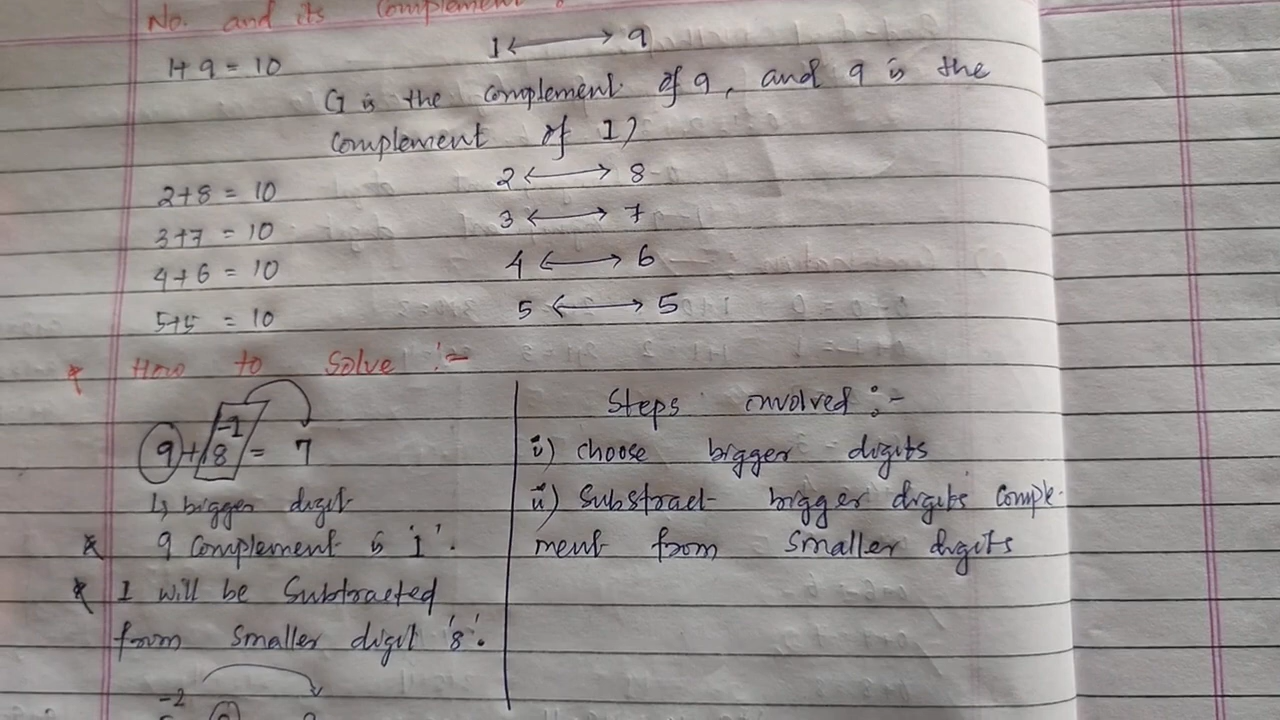 No. and its Complement :
1+9 = 10
1 ⟷ 9
(1 is the complement of 9, and 9 is the
complement of 1)
2+8 = 10
2 ⟷ 8
3+7 = 10
3 ⟷ 7
4+6 = 10
4 ⟷ 6
5+5 = 10
5 ⟷ 5
* How to Solve :-
-1
9 + 8 = 7
↳ bigger digit
* 9 complement is '1'.
* 1 will be Subtracted
from smaller digit '8'.
-2
Steps involved :-
i) choose bigger digits
ii) Substract bigger digits comple-
ment from smaller digits